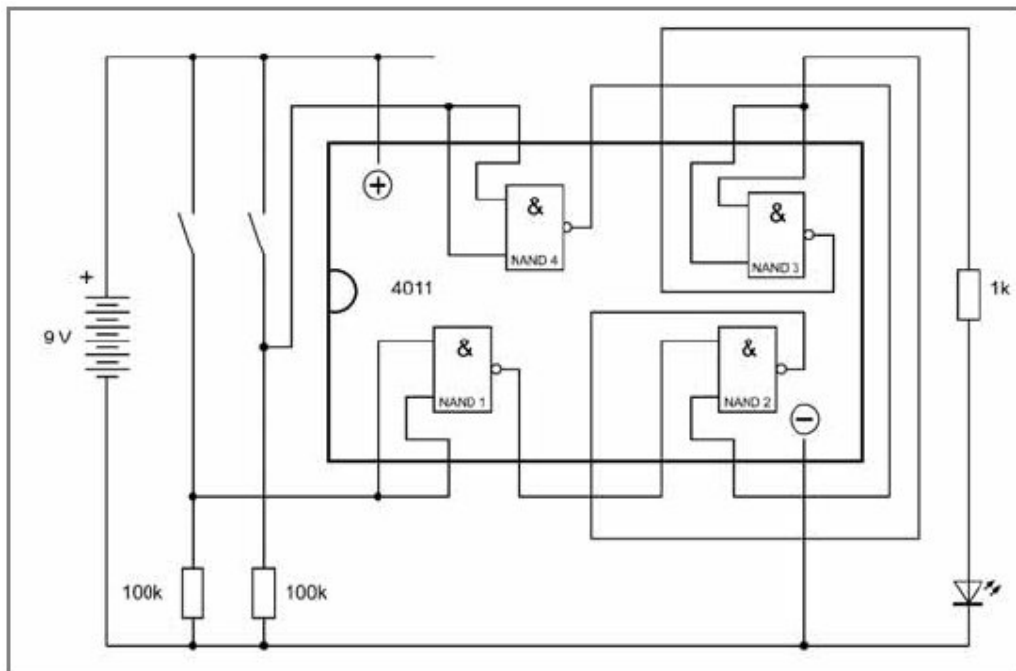 +
&
NAND 4
&
NAND 3
+
9 V
4011
1k
&
NAND 1
&
NAND 2
−
100k
100k